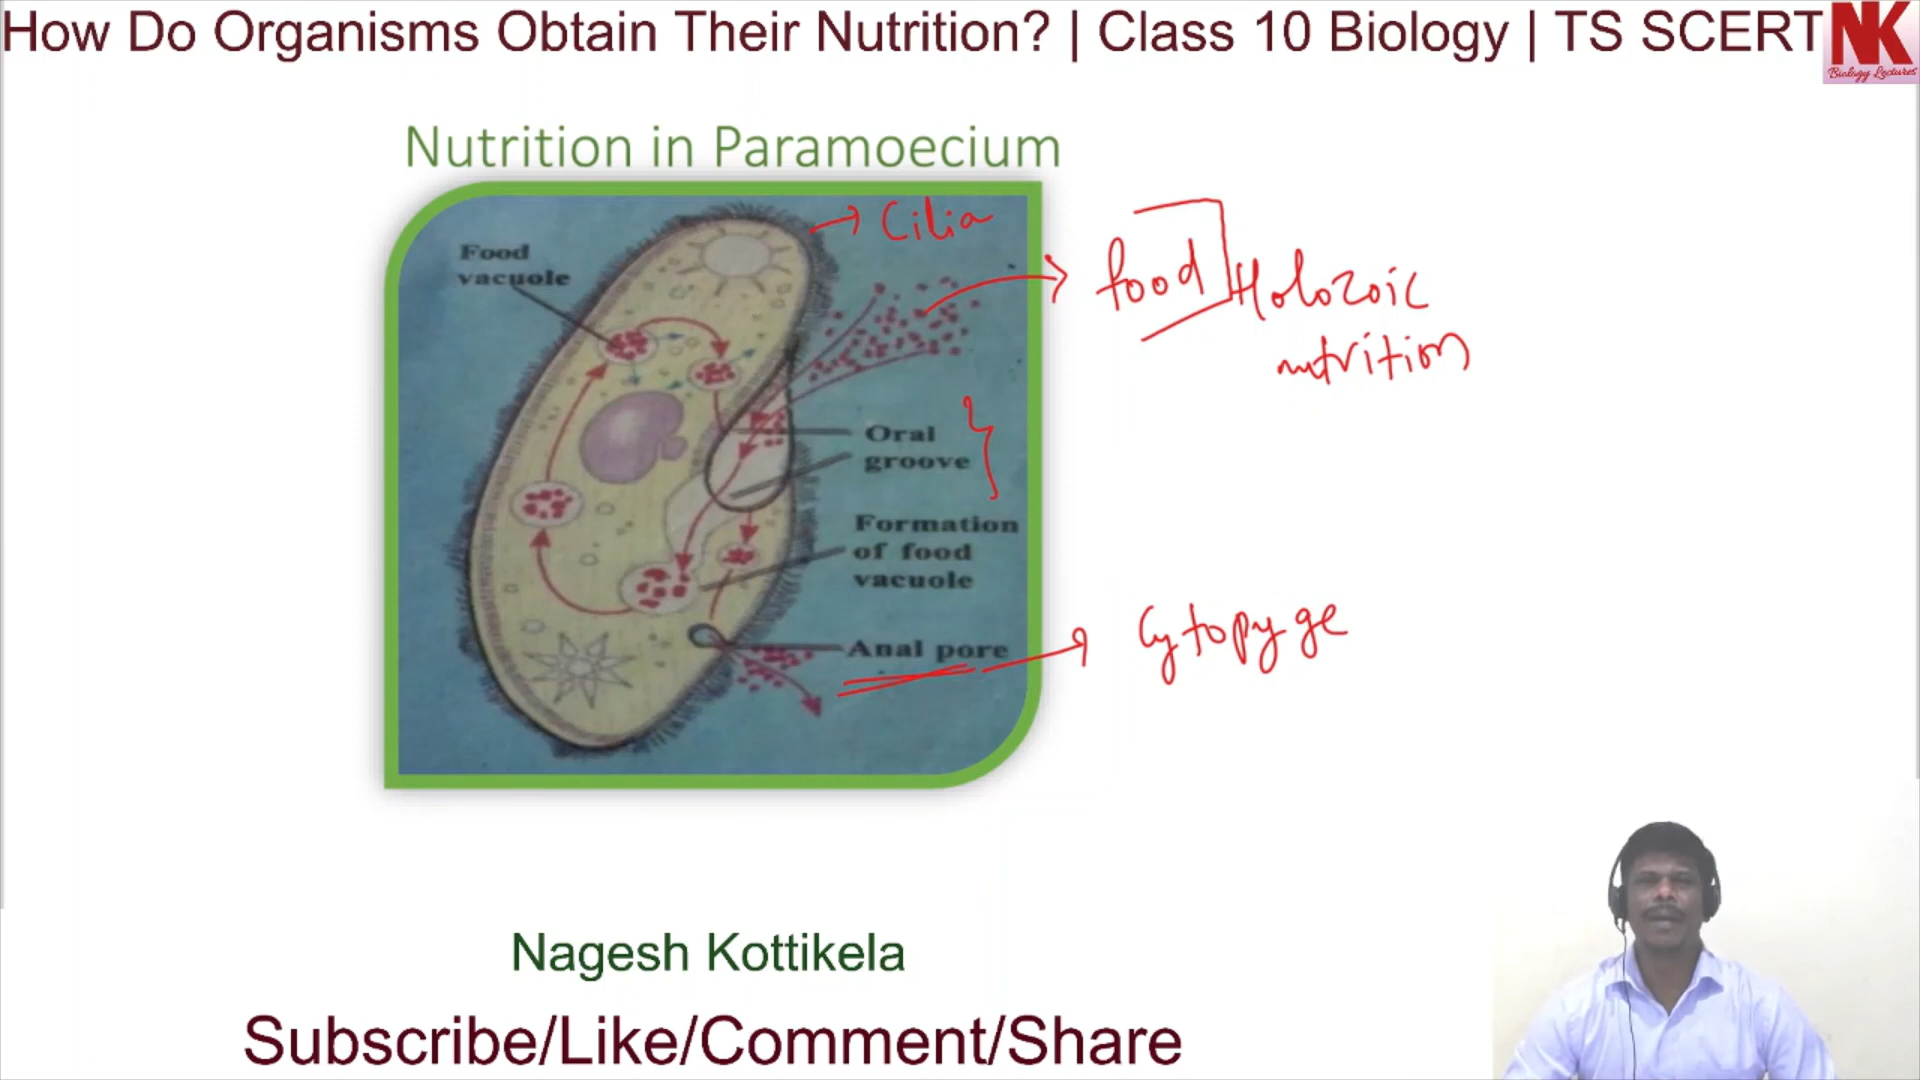 How Do Organisms Obtain Their Nutrition? | Class 10 Biology | TS SCERT
NK
Biology Lectures
Nutrition in Paramoecium
Cilia
Food
vacuole
food
Holozoic
nutrition
Oral
groove
Formation
of food
vacuole
Anal pore
Cytopyge
Nagesh Kottikela
Subscribe/Like/Comment/Share